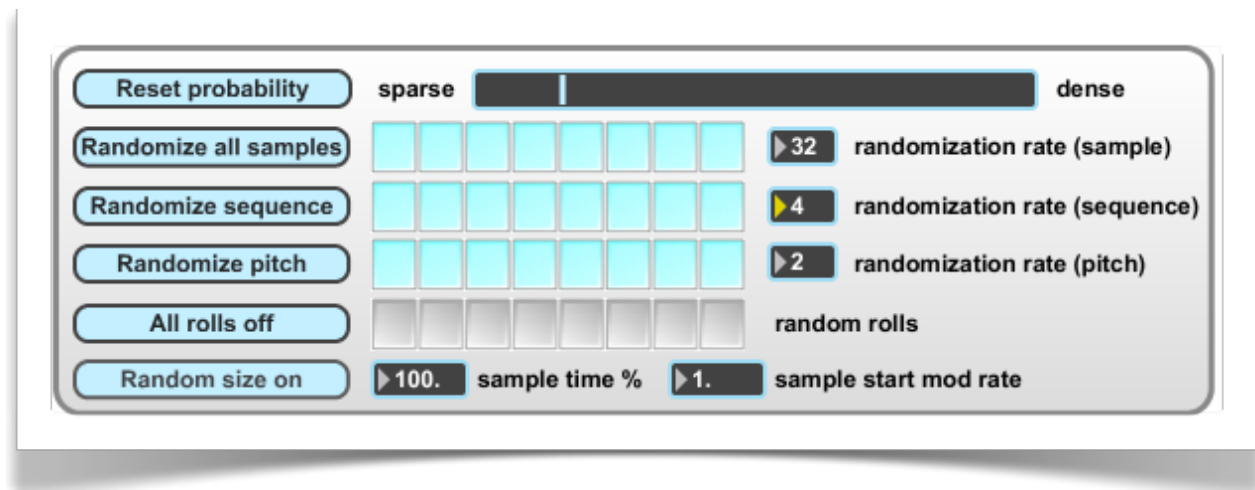 Reset probability sparse dense
Randomize all samples 32 randomization rate (sample)
Randomize sequence 4 randomization rate (sequence)
Randomize pitch 2 randomization rate (pitch)
All rolls off random rolls
Random size on 100. sample time % 1. sample start mod rate